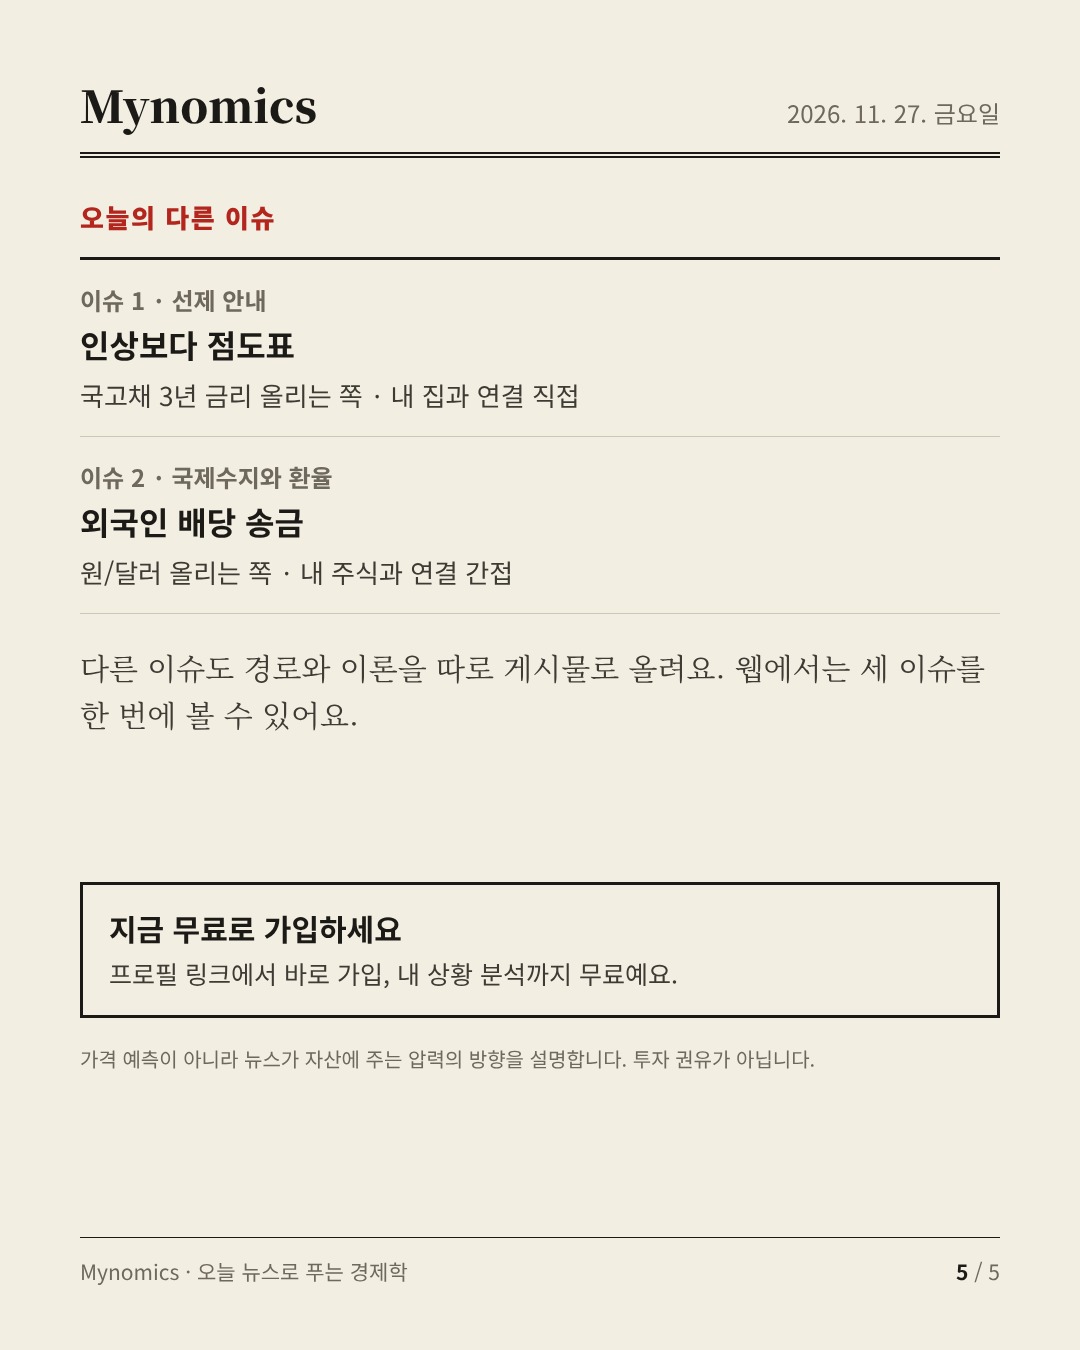 Mynomics
2026. 11. 27. 금요일
오늘의 다른 이슈
이슈 1 · 선제 안내
인상보다 점도표
국고채 3년 금리 올리는 쪽 · 내 집과 연결 직접
이슈 2 · 국제수지와 환율
외국인 배당 송금
원/달러 올리는 쪽 · 내 주식과 연결 간접
다른 이슈도 경로와 이론을 따로 게시물로 올려요. 웹에서는 세 이슈를
한 번에 볼 수 있어요.
지금 무료로 가입하세요
프로필 링크에서 바로 가입, 내 상황 분석까지 무료예요.
가격 예측이 아니라 뉴스가 자산에 주는 압력의 방향을 설명합니다. 투자 권유가 아닙니다.
Mynomics · 오늘 뉴스로 푸는 경제학
5 / 5